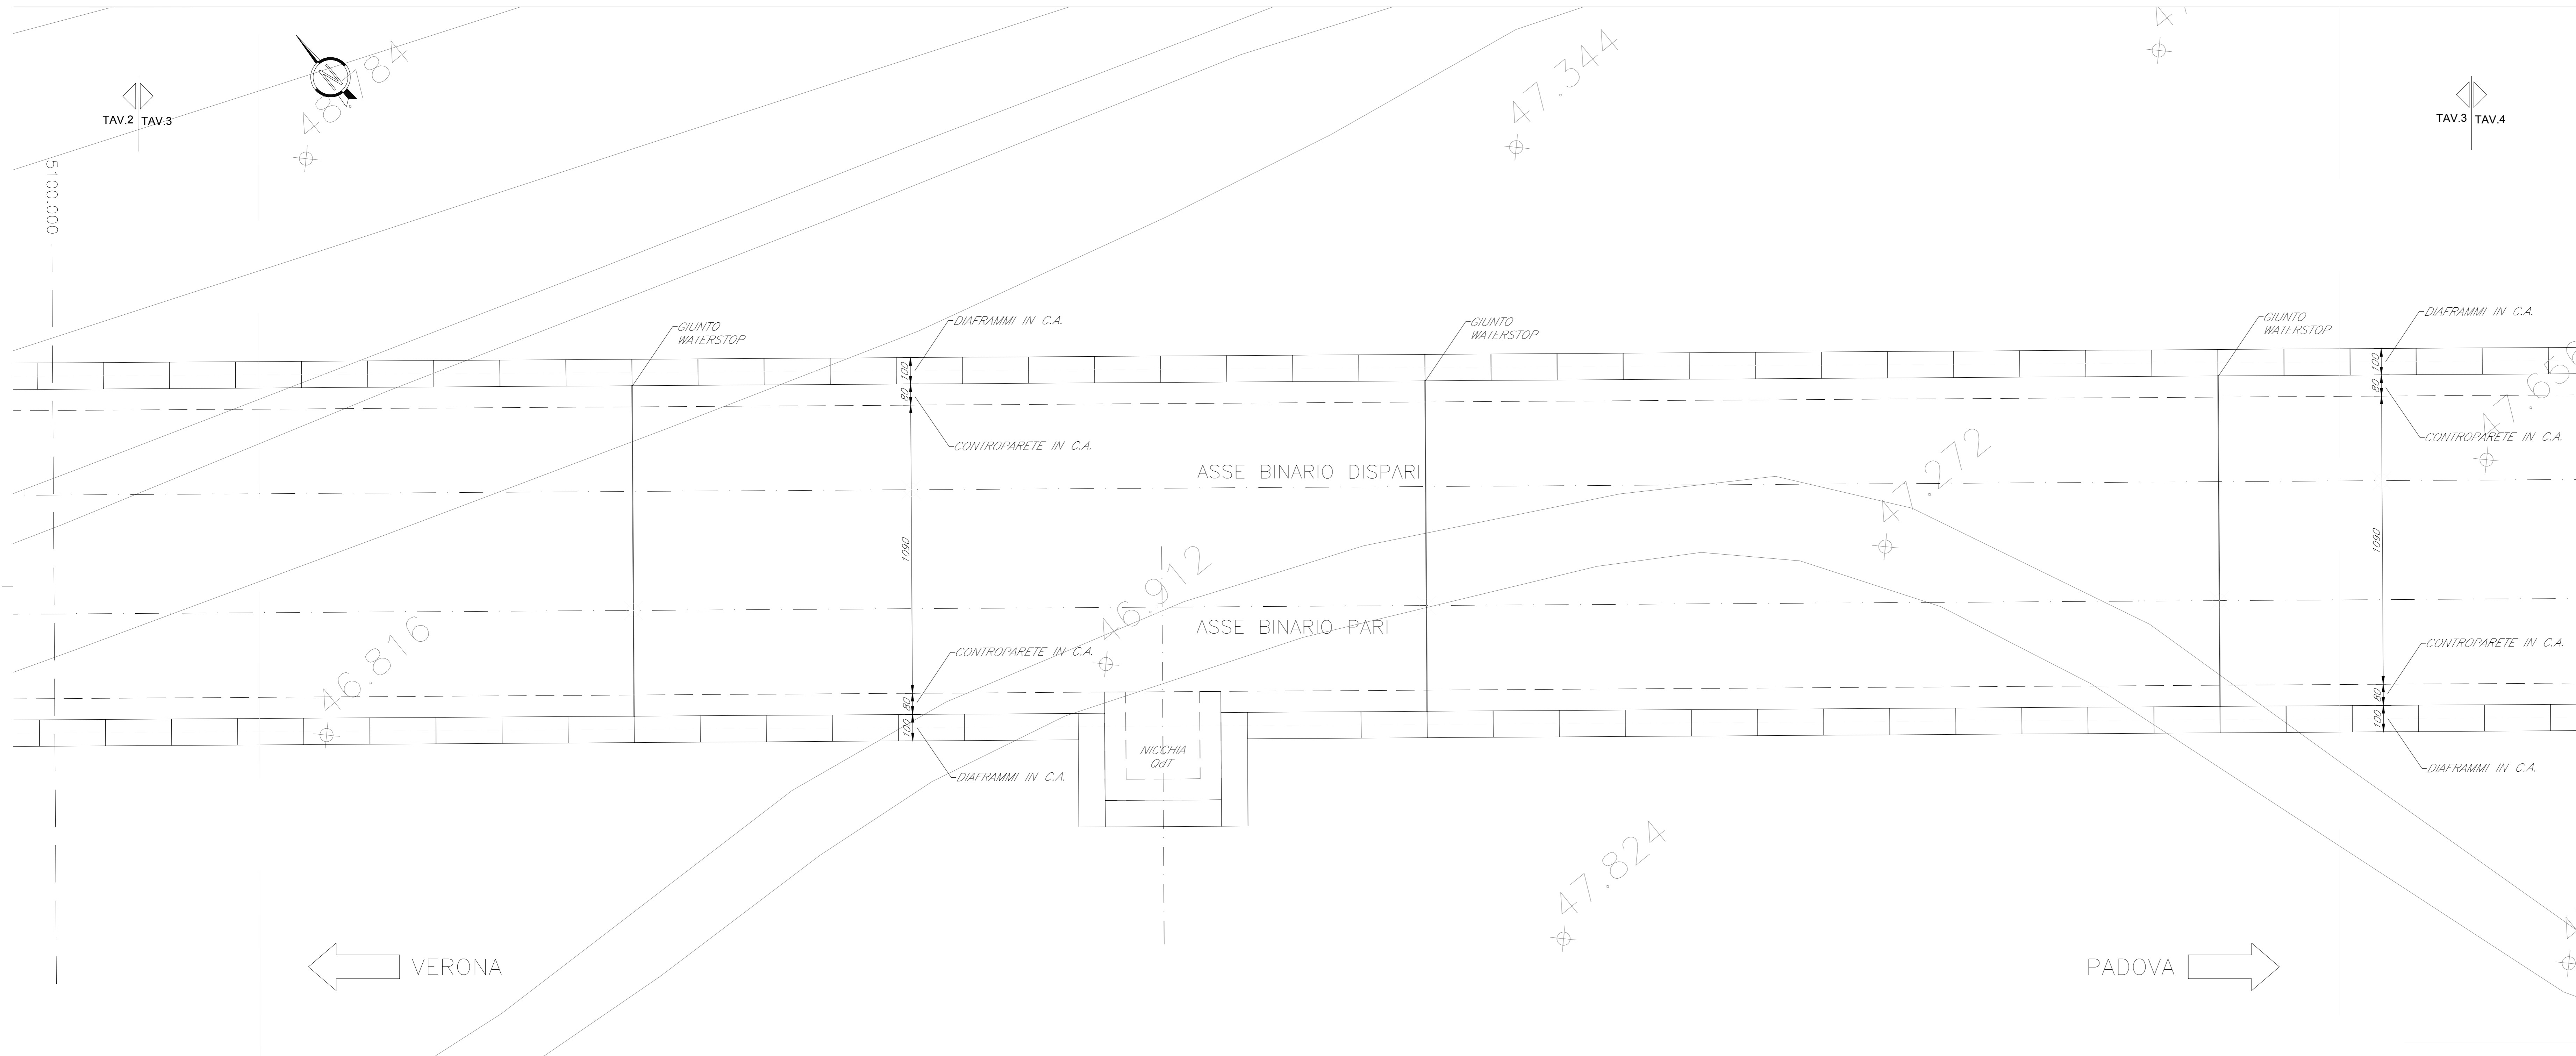 N
48.784
47.344
TAV.2
TAV.3
TAV.3
TAV.4
5100.000
GIUNTO
WATERSTOP
DIAFRAMMI IN C.A.
GIUNTO
WATERSTOP
GIUNTO
WATERSTOP
DIAFRAMMI IN C.A.
100
80
100
80
CONTROPARETE IN C.A.
CONTROPARETE IN C.A.
ASSE BINARIO DISPARI
47.272
1090
1090
46.912
46.816
ASSE BINARIO PARI
CONTROPARETE IN C.A.
CONTROPARETE IN C.A.
80
100
80
100
NICCHIA
QdT
DIAFRAMMI IN C.A.
DIAFRAMMI IN C.A.
47.824
VERONA
PADOVA